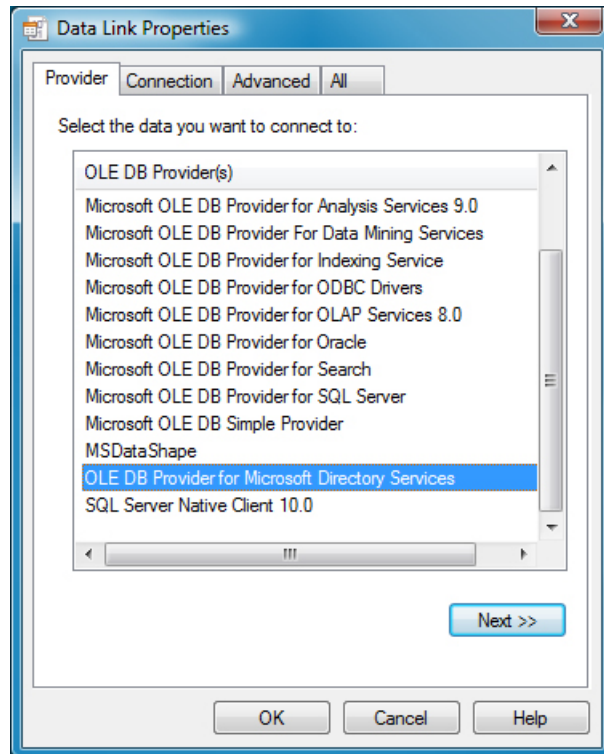 Data Link Properties
Provider
Connection
Advanced
All
Select the data you want to connect to:
OLE DB Provider(s)
Microsoft OLE DB Provider for Analysis Services 9.0
Microsoft OLE DB Provider For Data Mining Services
Microsoft OLE DB Provider for Indexing Service
Microsoft OLE DB Provider for ODBC Drivers
Microsoft OLE DB Provider for OLAP Services 8.0
Microsoft OLE DB Provider for Oracle
Microsoft OLE DB Provider for Search
Microsoft OLE DB Provider for SQL Server
Microsoft OLE DB Simple Provider
MSDataShape
OLE DB Provider for Microsoft Directory Services
SQL Server Native Client 10.0
Next >>
OK
Cancel
Help